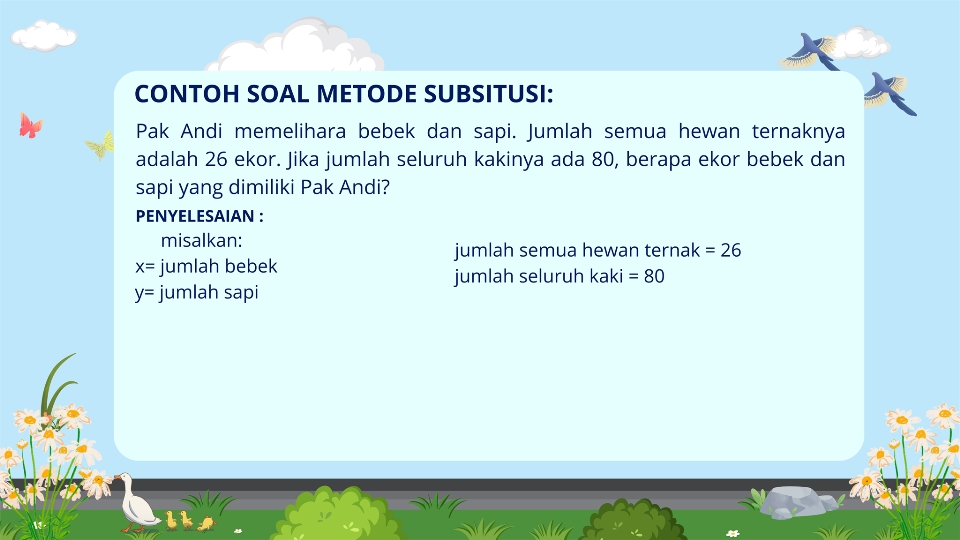 CONTOH SOAL METODE SUBSITUSI:
Pak Andi memelihara bebek dan sapi. Jumlah semua hewan ternaknya
adalah 26 ekor. Jika jumlah seluruh kakinya ada 80, berapa ekor bebek dan
sapi yang dimiliki Pak Andi?
PENYELESAIAN :
misalkan:
x= jumlah bebek
y= jumlah sapi
jumlah semua hewan ternak = 26
jumlah seluruh kaki = 80